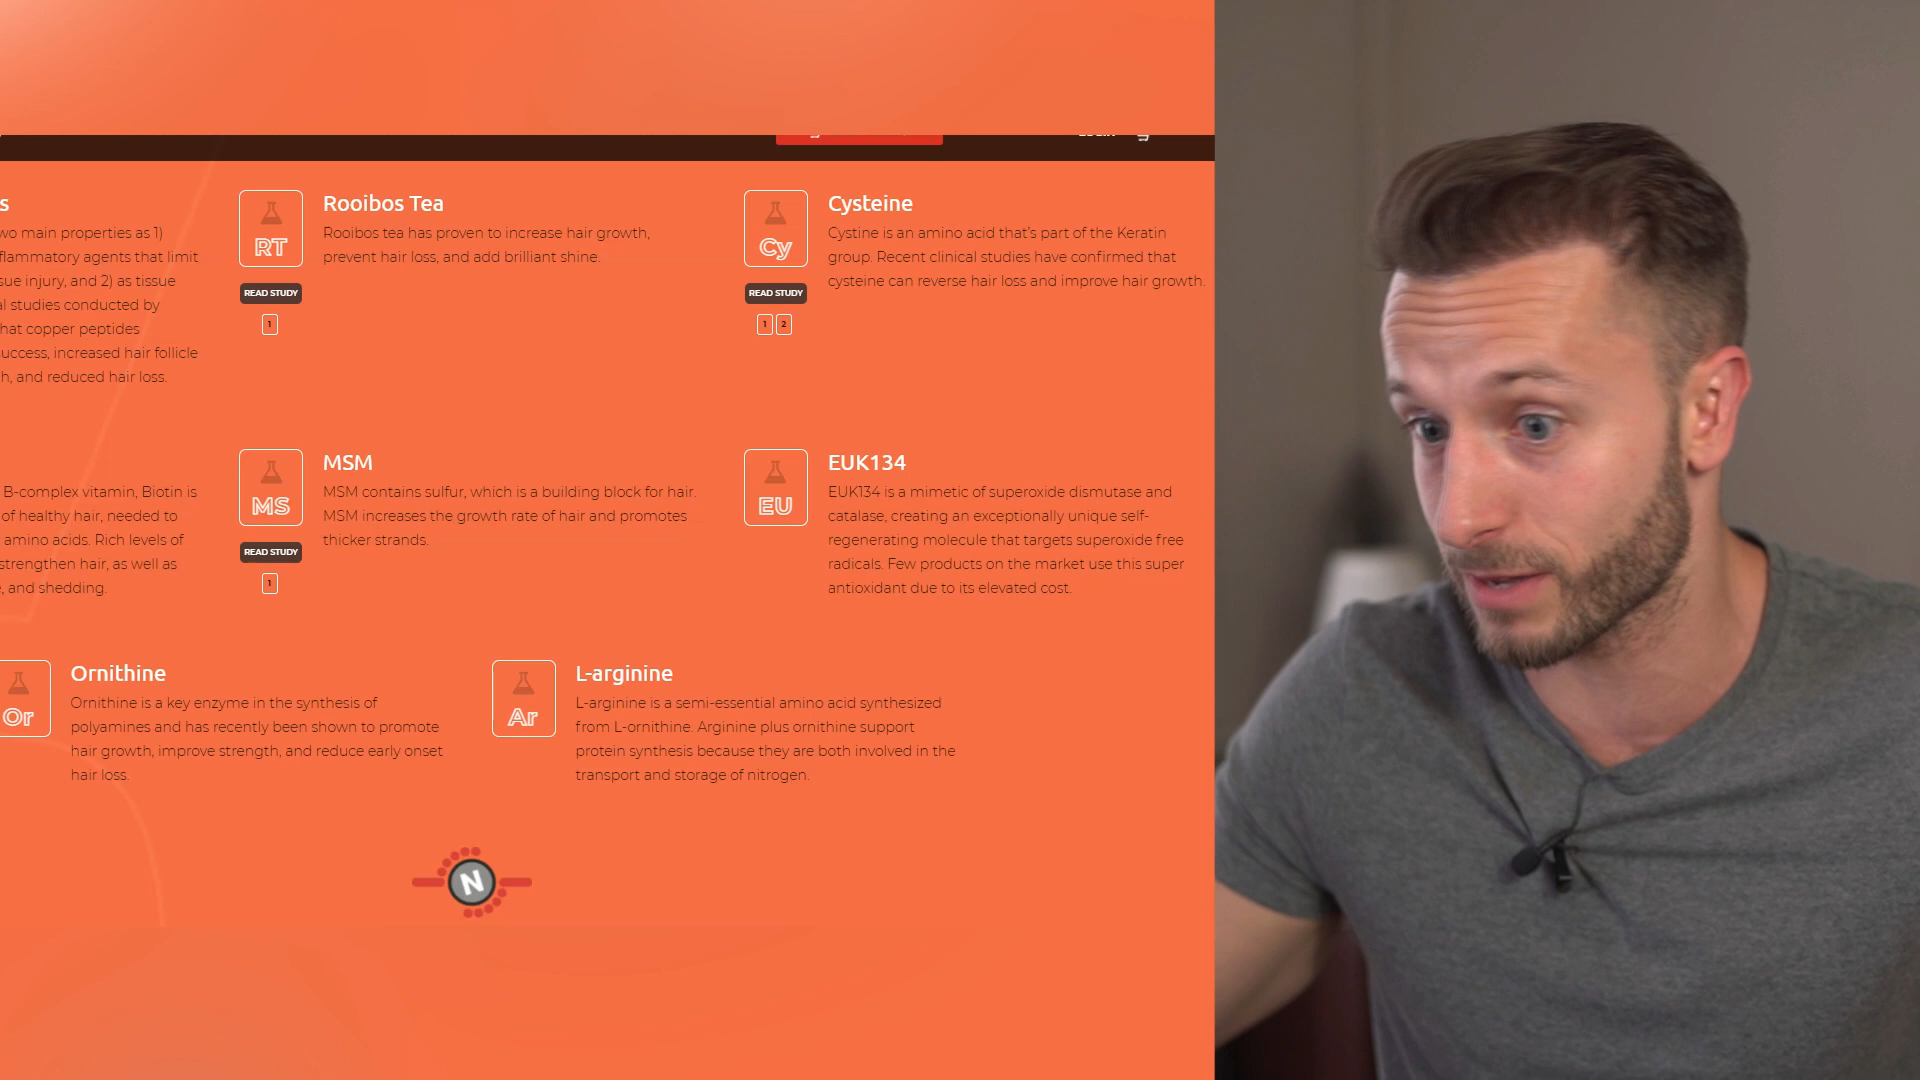 s
wo main properties as 1)
flammatory agents that limit
sue injury, and 2) as tissue
al studies conducted by
hat copper peptides
uccess, increased hair follicle
h, and reduced hair loss.
RT
READ STUDY
1
Rooibos Tea
Rooibos tea has proven to increase hair growth,
prevent hair loss, and add brilliant shine.
Cy
READ STUDY
1 2
Cysteine
Cystine is an amino acid that's part of the Keratin
group. Recent clinical studies have confirmed that
cysteine can reverse hair loss and improve hair growth.
B-complex vitamin, Biotin is
of healthy hair, needed to
amino acids. Rich levels of
strengthen hair, as well as
, and shedding.
MS
READ STUDY
1
MSM
MSM contains sulfur, which is a building block for hair.
MSM increases the growth rate of hair and promotes
thicker strands.
EU
EUK134
EUK134 is a mimetic of superoxide dismutase and
catalase, creating an exceptionally unique self-
regenerating molecule that targets superoxide free
radicals. Few products on the market use this super
antioxidant due to its elevated cost.
Or
Ornithine
Ornithine is a key enzyme in the synthesis of
polyamines and has recently been shown to promote
hair growth, improve strength, and reduce early onset
hair loss.
Ar
L-arginine
L-arginine is a semi-essential amino acid synthesized
from L-ornithine. Arginine plus ornithine support
protein synthesis because they are both involved in the
transport and storage of nitrogen.
N